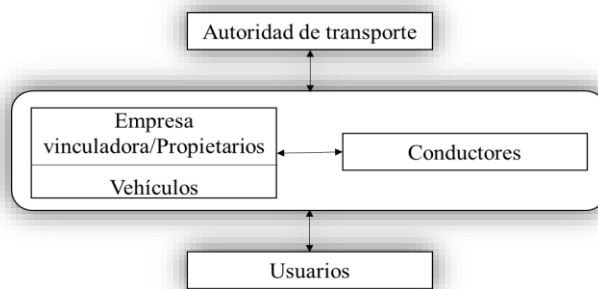 Autoridad de transporte
Empresa
vinculadora/Propietarios
Vehículos
Conductores
Usuarios